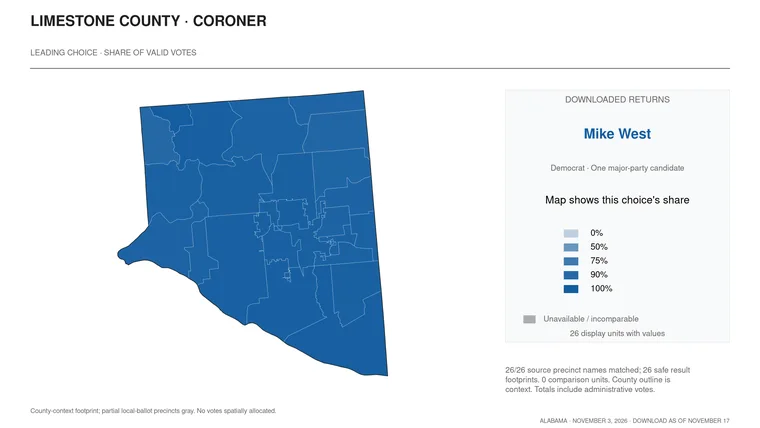 LIMESTONE COUNTY · CORONER
LEADING CHOICE · SHARE OF VALID VOTES
DOWNLOADED RETURNS
Mike West
Democrat · One major-party candidate
Map shows this choice's share
0%
50%
75%
90%
100%
Unavailable / incomparable
26 display units with values
26/26 source precinct names matched; 26 safe result
footprints. 0 comparison units. County outline is
context. Totals include administrative votes.
County-context footprint; partial local-ballot precincts gray. No votes spatially allocated.
ALABAMA · NOVEMBER 3, 2026 · DOWNLOAD AS OF NOVEMBER 17